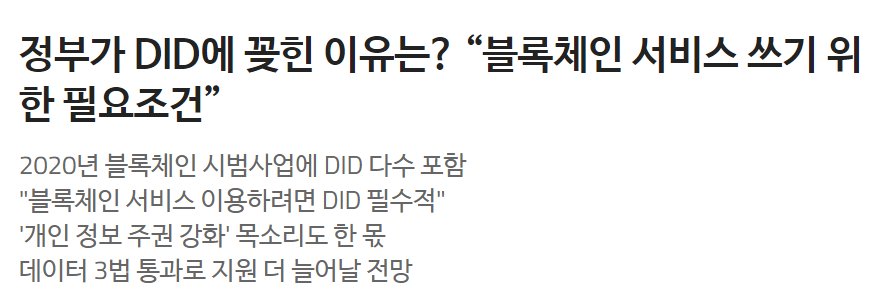 정부가 DID에 꽂힌 이유는? “블록체인 서비스 쓰기 위
한 필요조건”
2020년 블록체인 시범사업에 DID 다수 포함
"블록체인 서비스 이용하려면 DID 필수적"
'개인 정보 주권 강화' 목소리도 한 몫
데이터 3법 통과로 지원 더 늘어날 전망